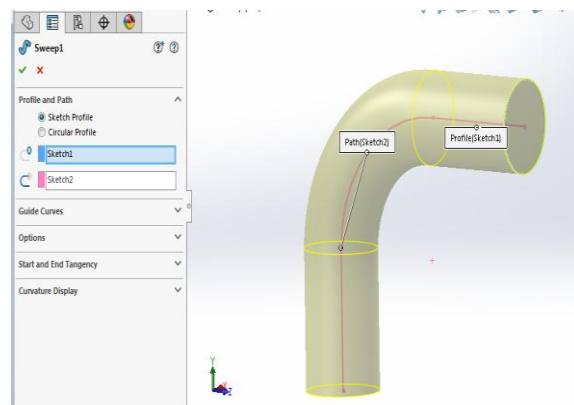 Sweep1
Profile and Path
Sketch Profile
Circular Profile
Sketch1
Sketch2
Guide Curves
Options
Start and End Tangency
Curvature Display
Path(Sketch2)
Profile(Sketch1)
Y
Z